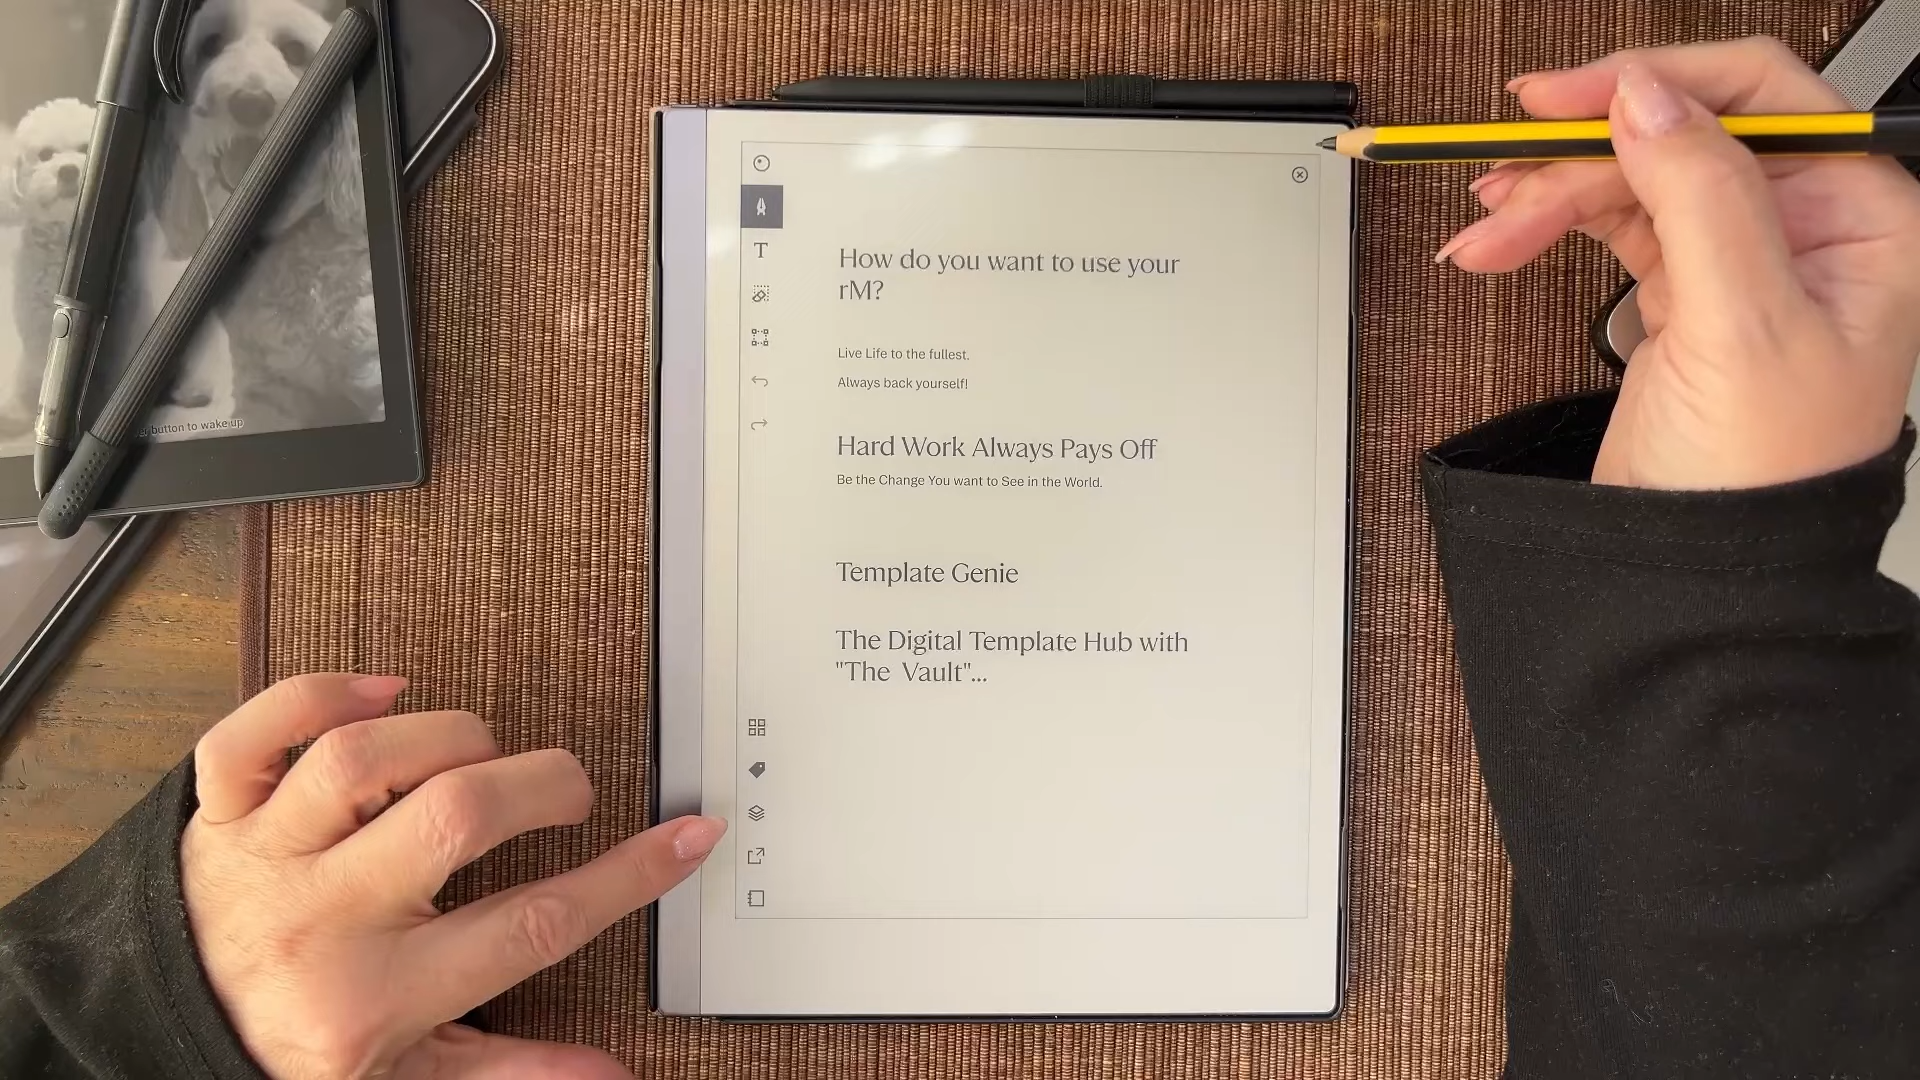 button to wake up
T
How do you want to use your
rM?
Live Life to the fullest.
Always back yourself!
Hard Work Always Pays Off
Be the Change You want to See in the World.
Template Genie
The Digital Template Hub with
"The Vault"...